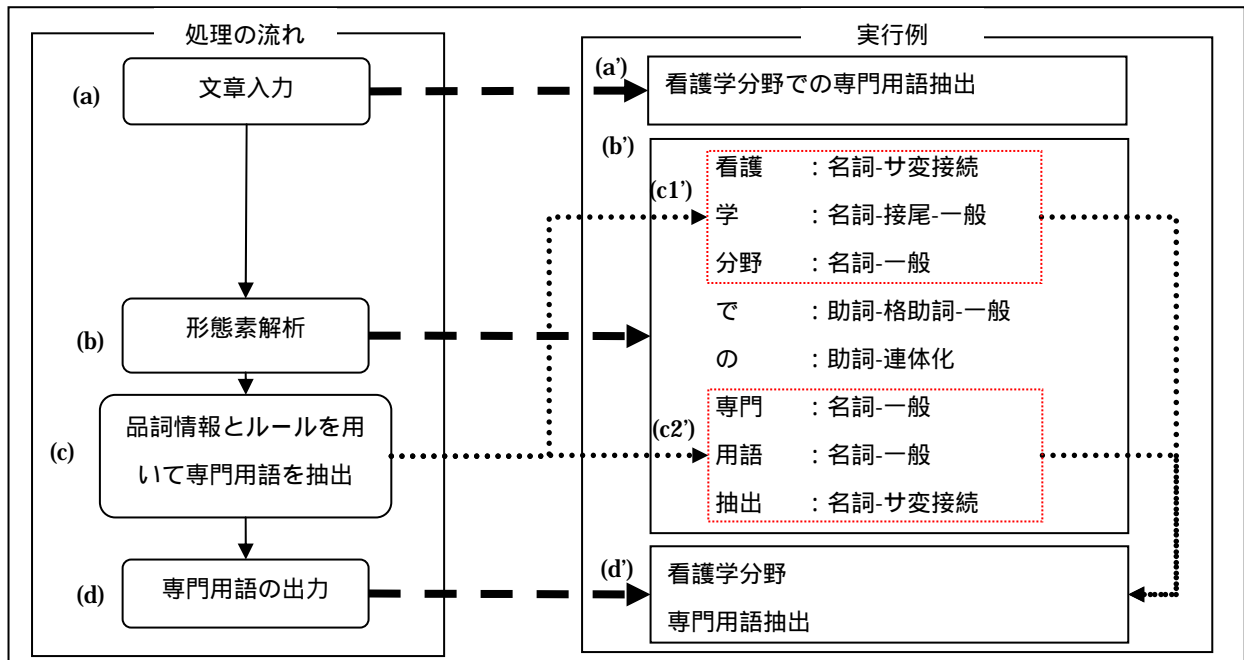 処理の流れ
(a)
文章入力
(b)
形態素解析
(c)
品詞情報とルールを用
いて専門用語を抽出
(d)
専門用語の出力
実行例
(a’)
看護学分野での専門用語抽出
(b’)
(c1’)
看護 :名詞-サ変接続
学 :名詞-接尾-一般
分野 :名詞-一般
で :助詞-格助詞-一般
の :助詞-連体化
(c2’)
専門 :名詞-一般
用語 :名詞-一般
抽出 :名詞-サ変接続
(d’)
看護学分野
専門用語抽出